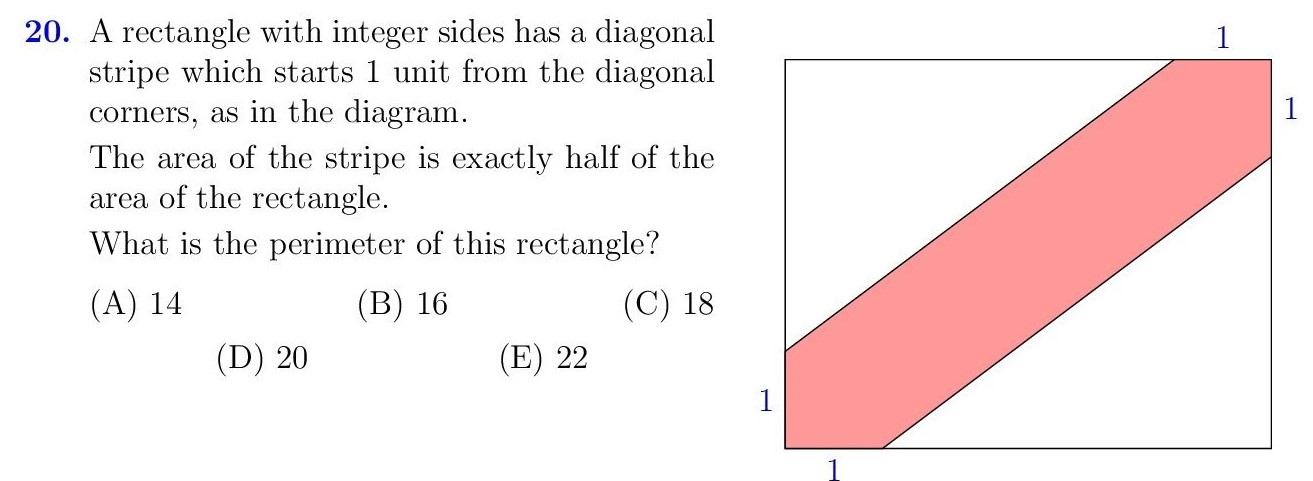 20. A rectangle with integer sides has a diagonal
stripe which starts 1 unit from the diagonal
corners, as in the diagram.
The area of the stripe is exactly half of the
area of the rectangle.
What is the perimeter of this rectangle?
(A) 14 (B) 16 (C) 18
(D) 20 (E) 22
1
1
1
1